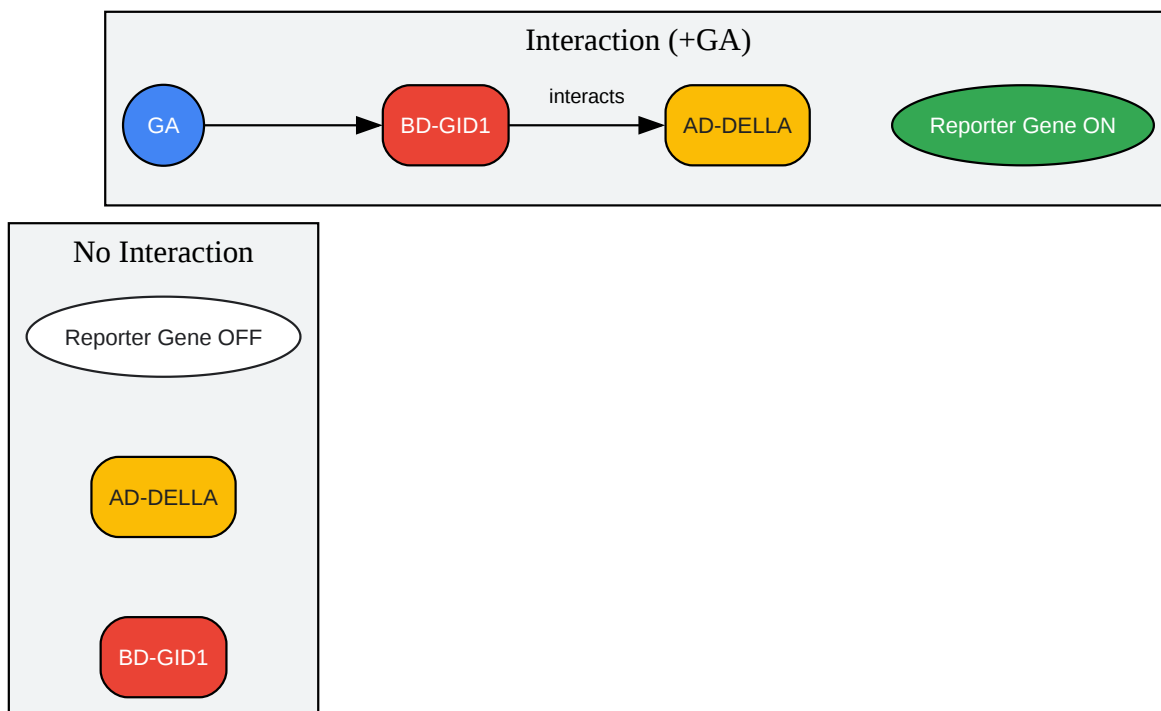 Interaction (+GA)
GA
BD-GID1
interacts
AD-DELLA
Reporter Gene ON
No Interaction
Reporter Gene OFF
AD-DELLA
BD-GID1